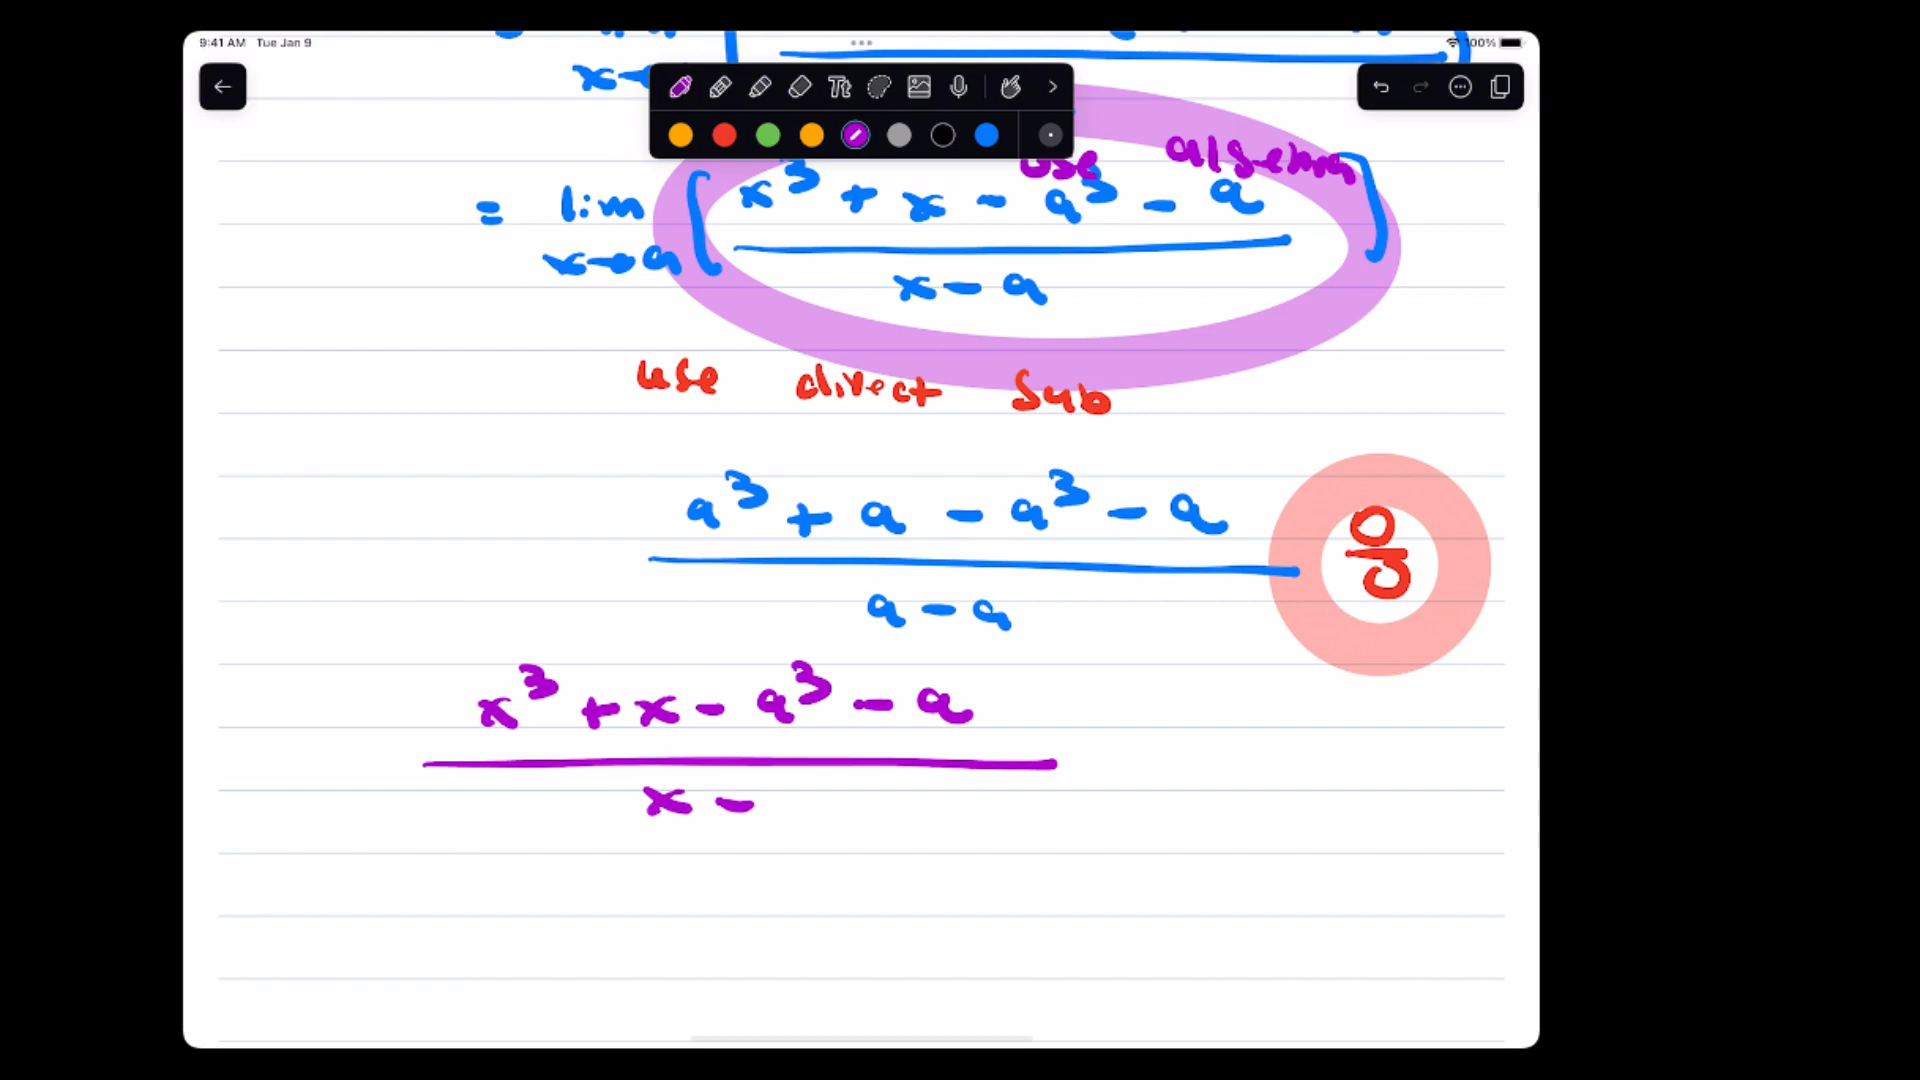 9:41 AM Tue Jan 9
100%
Tt
x→
use algebra
= lim ( x³ + x - a³ - a )
x→a x - a
use direct sub
a³ + a - a³ - a
a - a
0/0
x³ + x - a³ - a
x -